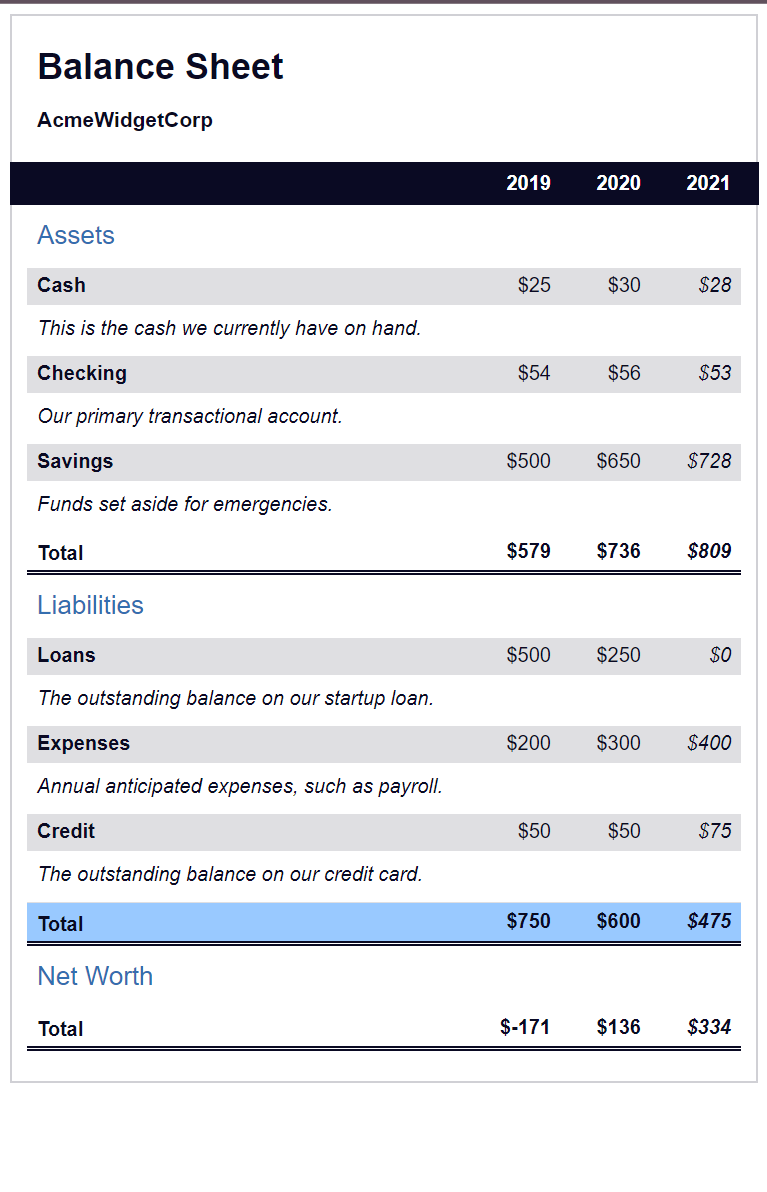 Balance Sheet
AcmeWidgetCorp
2019 2020 2021
Assets
Cash $25 $30 $28
This is the cash we currently have on hand.
Checking $54 $56 $53
Our primary transactional account.
Savings $500 $650 $728
Funds set aside for emergencies.
Total $579 $736 $809
Liabilities
Loans $500 $250 $0
The outstanding balance on our startup loan.
Expenses $200 $300 $400
Annual anticipated expenses, such as payroll.
Credit $50 $50 $75
The outstanding balance on our credit card.
Total $750 $600 $475
Net Worth
Total $-171 $136 $334